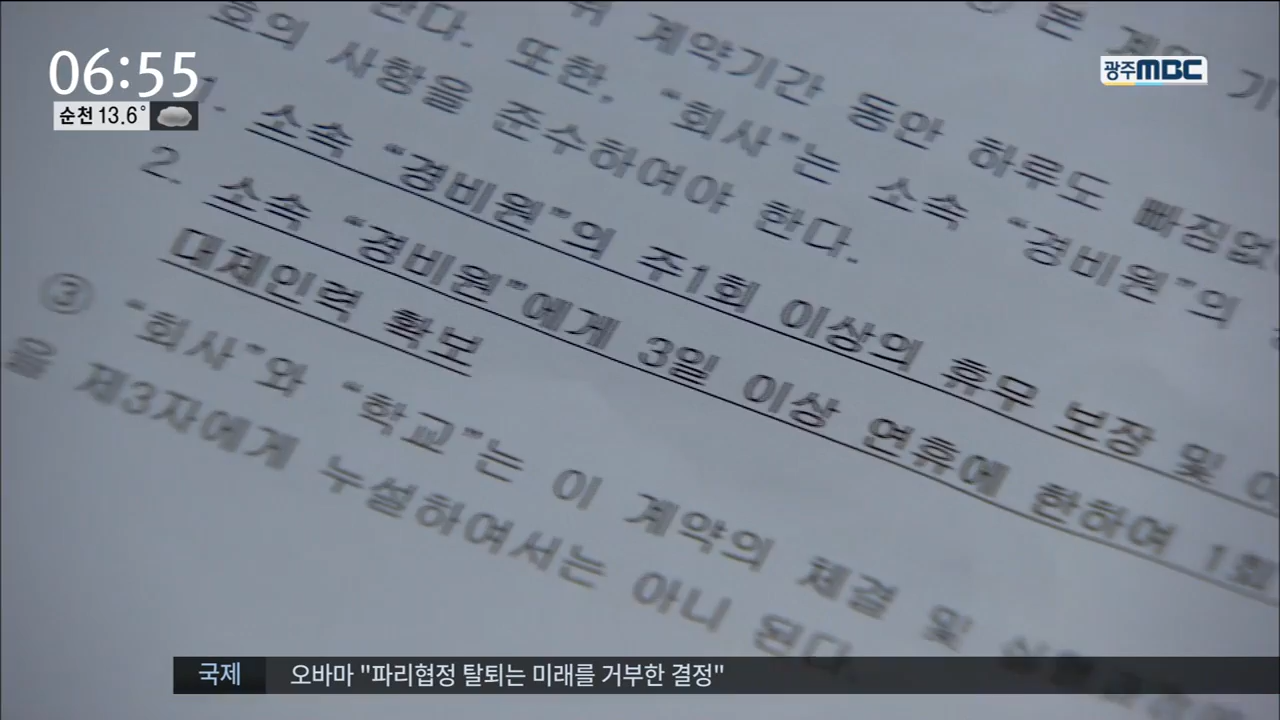 06:55
순천 13.6°
광주MBC
본 계약
한다. 위 계약기간 동안 하루도 빠짐없
호의 사항을 준수하여야 한다.
또한, "회사"는 소속 "경비원"의
1. 소속 "경비원"의 주1회 이상의 휴무 보장 및
2. 소속 "경비원"에게 3일 이상 연휴에 한하여 1회
대체인력 확보
③ "회사"와 "학교"는 이 계약의 체결 및
을 제3자에게 누설하여서는 아니 된다.
국제 오바마 "파리협정 탈퇴는 미래를 거부한 결정"